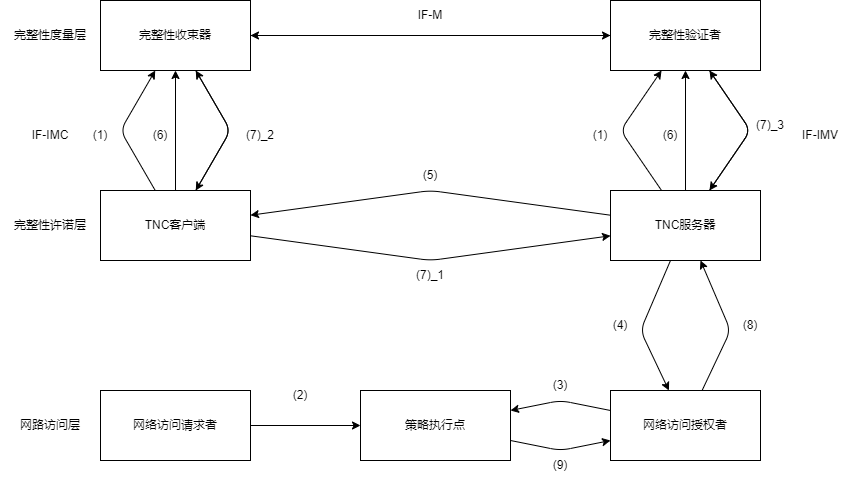 IF-M
完整性度量层
完整性收束器
完整性验证者
IF-IMC
(1)
(6)
(7)_2
(1)
(6)
(7)_3
IF-IMV
(5)
完整性许诺层
TNC客户端
TNC服务器
(7)_1
(4)
(8)
(2)
(3)
网路访问层
网络访问请求者
策略执行点
网络访问授权者
(9)